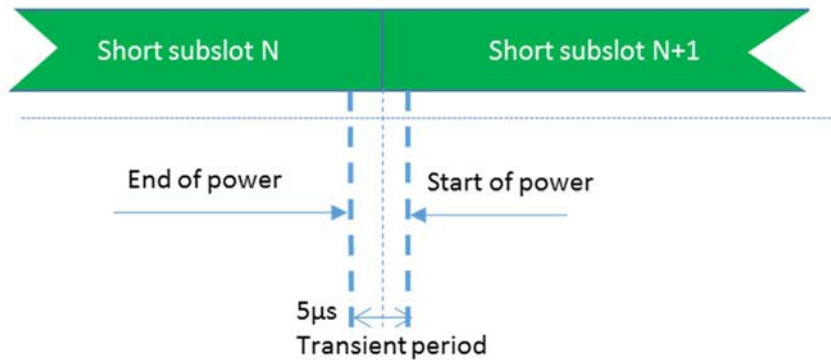 Short subslot N
Short subslot N+1
End of power
Start of power
5µs
Transient period